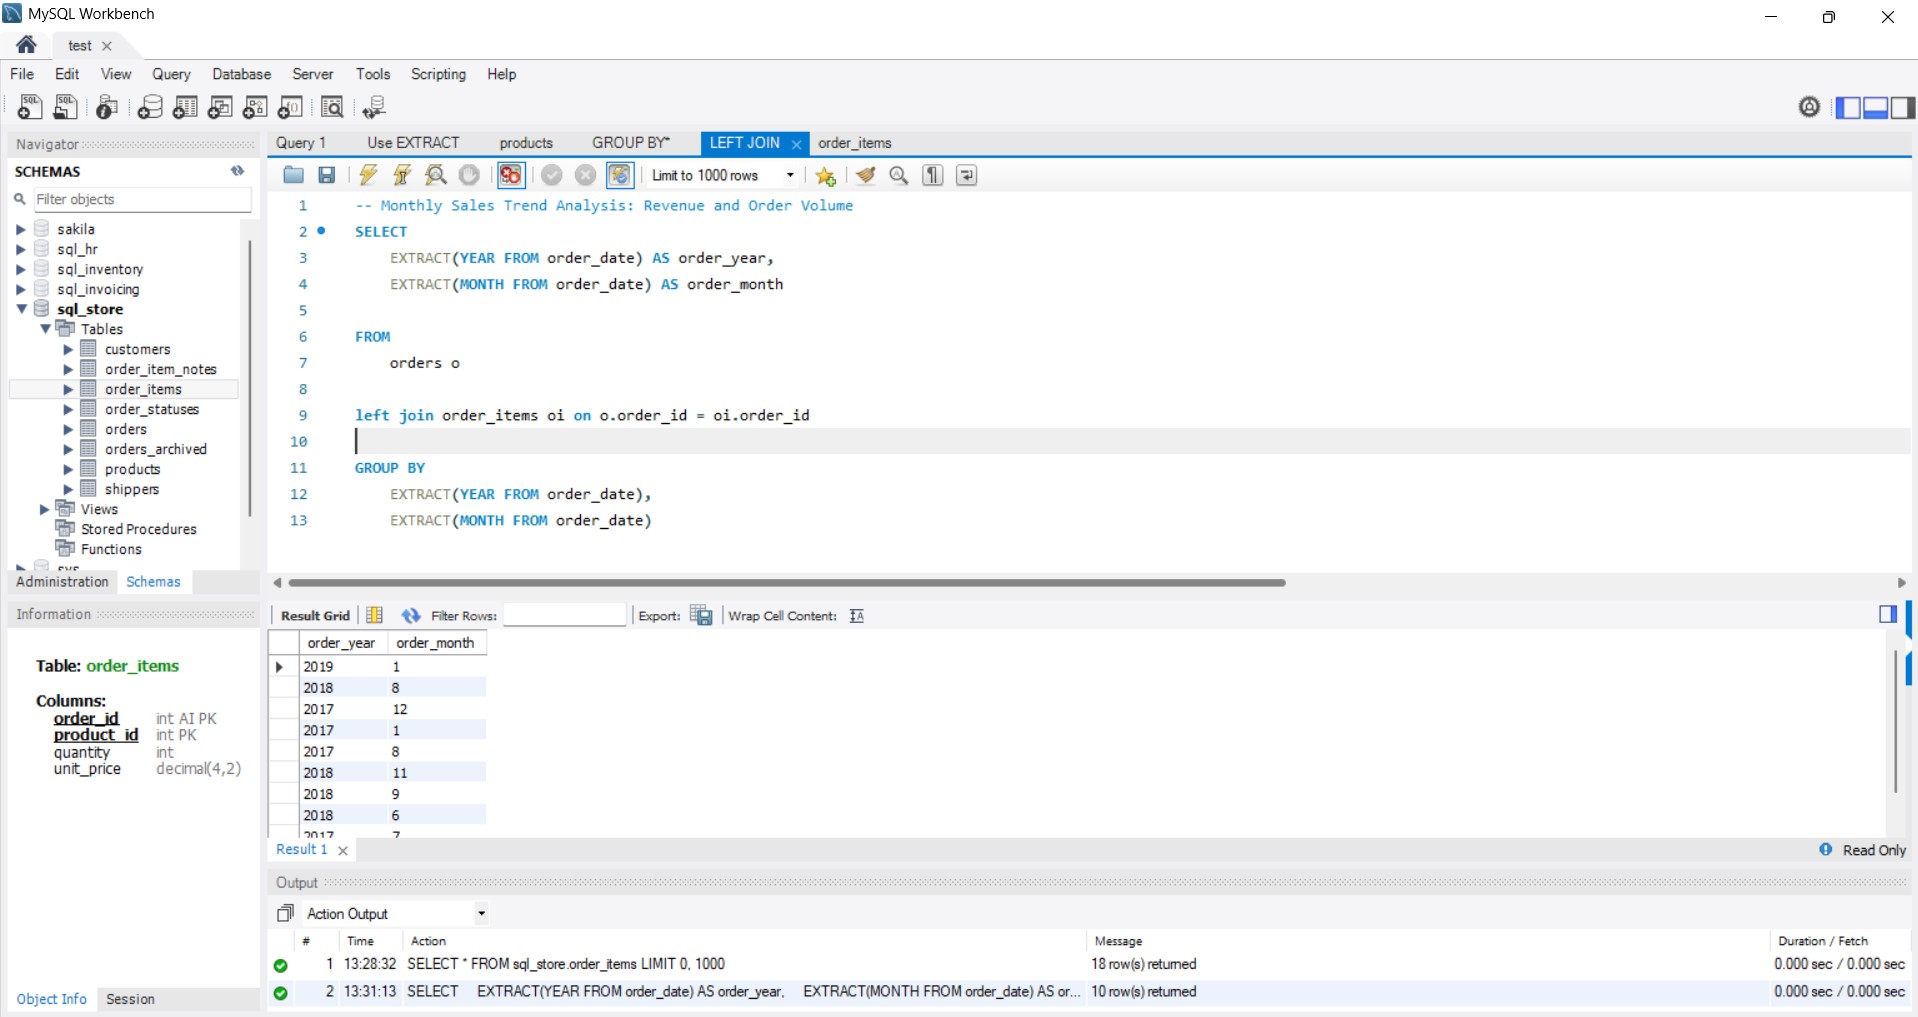 MySQL Workbench
test
File Edit View Query Database Server Tools Scripting Help
Navigator
SCHEMAS
Filter objects
sakila
sql_hr
sql_inventory
sql_invoicing
sql_store
Tables
customers
order_item_notes
order_items
order_statuses
orders
orders_archived
products
shippers
Views
Stored Procedures
Functions
sys
Administration Schemas
Information
Table: order_items
Columns:
order_id int AI PK
product_id int PK
quantity int
unit_price decimal(4,2)
Object Info Session
Query 1 Use EXTRACT products GROUP BY* LEFT JOIN order_items
Limit to 1000 rows
1 -- Monthly Sales Trend Analysis: Revenue and Order Volume
2 SELECT
3 EXTRACT(YEAR FROM order_date) AS order_year,
4 EXTRACT(MONTH FROM order_date) AS order_month
5
6 FROM
7 orders o
8
9 left join order_items oi on o.order_id = oi.order_id
10
11 GROUP BY
12 EXTRACT(YEAR FROM order_date),
13 EXTRACT(MONTH FROM order_date)
Result Grid Filter Rows: Export: Wrap Cell Content:
order_year order_month
2019 1
2018 8
2017 12
2017 1
2017 8
2018 11
2018 9
2018 6
2017 7
Result 1
Read Only
Output
Action Output
# Time Action Message Duration / Fetch
1 13:28:32 SELECT * FROM sql_store.order_items LIMIT 0, 1000 18 row(s) returned 0.000 sec / 0.000 sec
2 13:31:13 SELECT EXTRACT(YEAR FROM order_date) AS order_year, EXTRACT(MONTH FROM order_date) AS or... 10 row(s) returned 0.000 sec / 0.000 sec